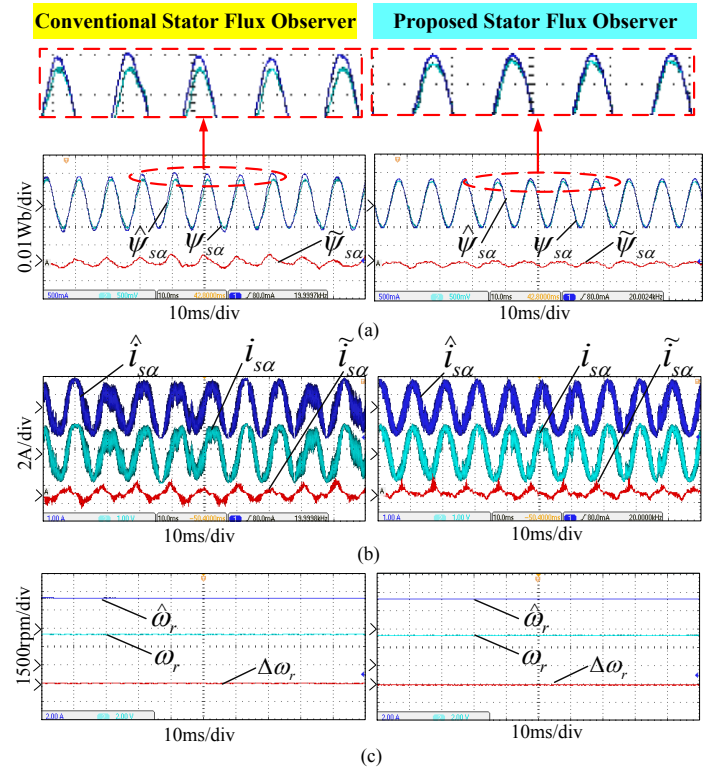 Conventional Stator Flux Observer
Proposed Stator Flux Observer
0.01Wb/div
ψ̂sα ψsα ψ̃sα
ψ̂sα ψsα ψ̃sα
500mA 500mV 10.0ms 80.0mA 19.9997kHz
500mA 500mV 10.0ms 80.0mA 20.0024kHz
10ms/div
10ms/div
(a)
îsα isα ĩsα
îsα isα ĩsα
2A/div
1.00 A 1.00 V 10.0ms -50.4000ms 80.0mA 19.9998kHz
1.00 A 1.00 V 10.0ms -50.4000ms 80.0mA 20.0000kHz
10ms/div
10ms/div
(b)
1500rpm/div
ω̂r
ωr
Δωr
ω̂r
ωr
Δωr
2.00 A 2.00 V
2.00 A 2.00 V
10ms/div
10ms/div
(c)